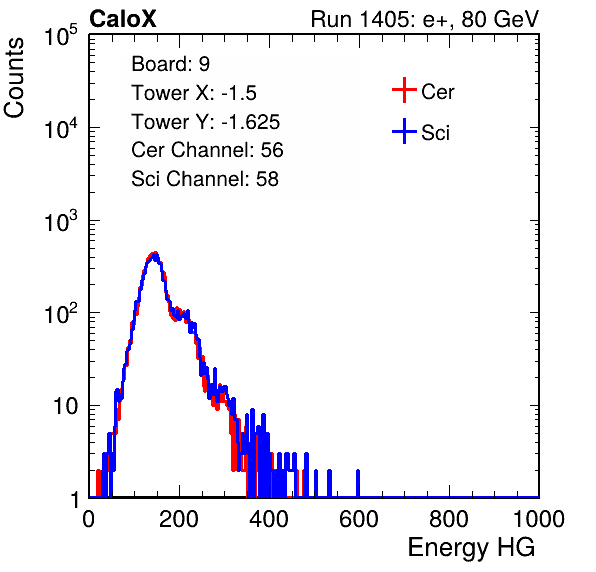 CaloX Run 1405: e+, 80 GeV
Board: 9
Tower X: -1.5
Tower Y: -1.625
Cer Channel: 56
Sci Channel: 58
Cer
Sci
Counts
10^5
10^4
10^3
10^2
10
1
0 200 400 600 800 1000
Energy HG